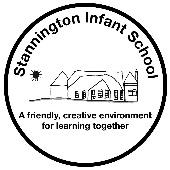 Stannington Infant School
A friendly, creative environment
for learning together